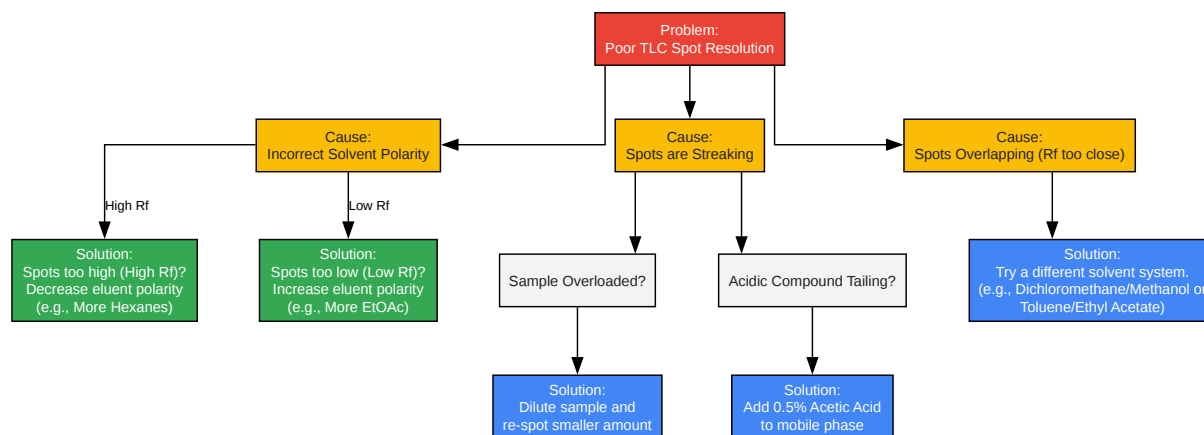 Problem:
Poor TLC Spot Resolution
Cause:
Incorrect Solvent Polarity
Cause:
Spots are Streaking
Cause:
Spots Overlapping (Rf too close)
High Rf
Low Rf
Solution:
Spots too high (High Rf)?
Decrease eluent polarity
(e.g., More Hexanes)
Solution:
Spots too low (Low Rf)?
Increase eluent polarity
(e.g., More EtOAc)
Sample Overloaded?
Acidic Compound Tailing?
Solution:
Try a different solvent system.
(e.g., Dichloromethane/Methanol or
Toluene/Ethyl Acetate)
Solution:
Dilute sample and
re-spot smaller amount
Solution:
Add 0.5% Acetic Acid
to mobile phase